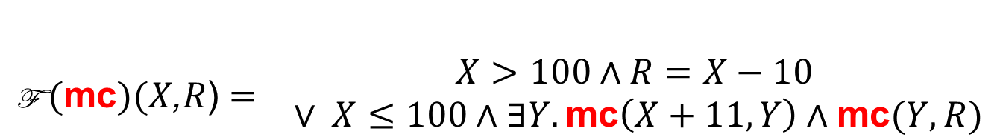 X > 100 ∧ R = X − 10
ℱ(mc)(X,R) =
∨ X ≤ 100 ∧ ∃Y. mc(X + 11, Y) ∧ mc(Y, R)